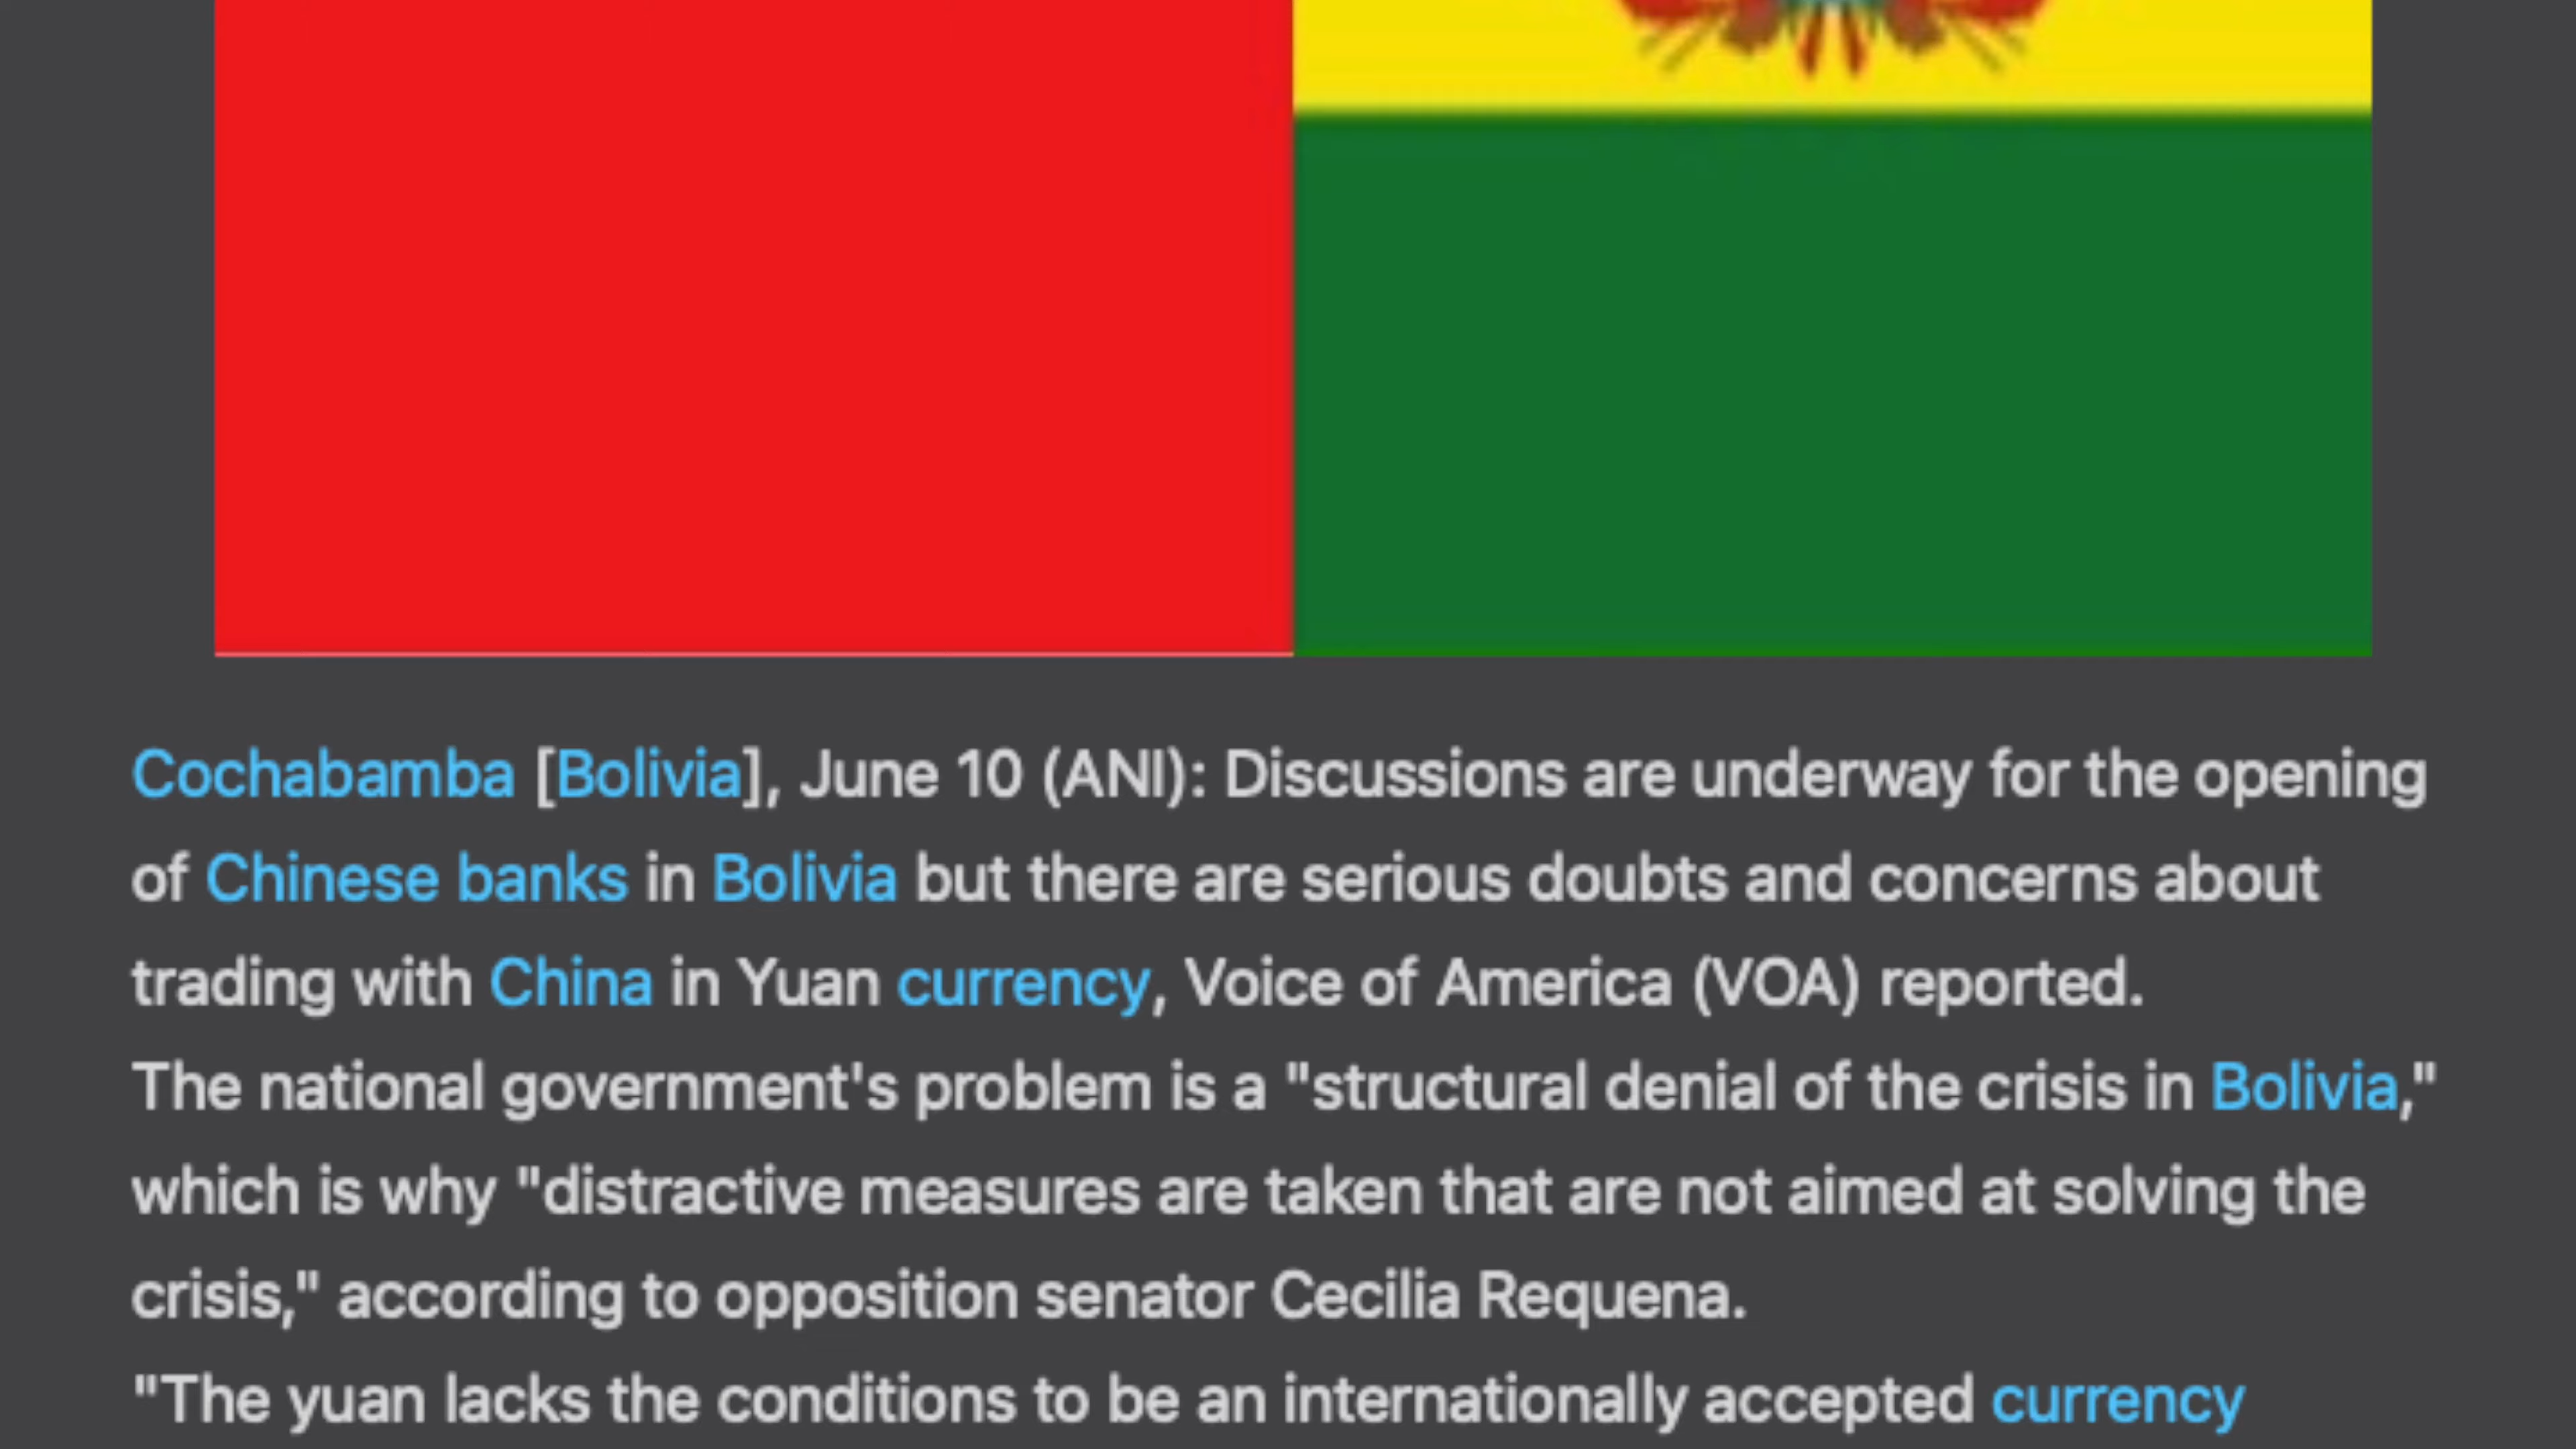 Cochabamba [Bolivia], June 10 (ANI): Discussions are underway for the opening
of Chinese banks in Bolivia but there are serious doubts and concerns about
trading with China in Yuan currency, Voice of America (VOA) reported.
The national government's problem is a "structural denial of the crisis in Bolivia,"
which is why "distractive measures are taken that are not aimed at solving the
crisis," according to opposition senator Cecilia Requena.
"The yuan lacks the conditions to be an internationally accepted currency